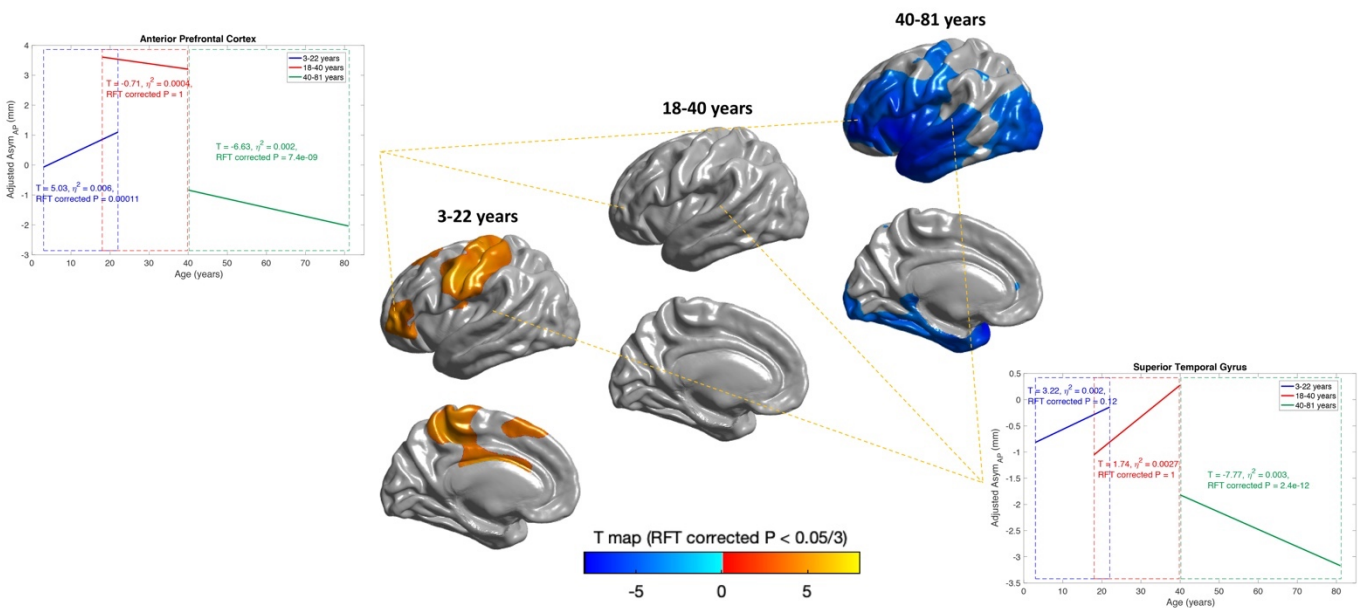 40-81 years
18-40 years
3-22 years
Anterior Prefrontal Cortex
4
3
2
1
0
-1
-2
-3
Adjusted Asym_AP (mm)
3-22 years
18-40 years
40-81 years
T = -0.71, η² = 0.0004,
RFT corrected P = 1
T = -6.63, η² = 0.002,
RFT corrected P = 7.4e-09
T = 5.03, η² = 0.006,
RFT corrected P = 0.00011
0 10 20 30 40 50 60 70 80
Age (years)
Superior Temporal Gyrus
0.5
0
-0.5
-1
-1.5
-2
-2.5
-3
-3.5
Adjusted Asym_AP (mm)
T = 3.22, η² = 0.002,
RFT corrected P = 0.12
3-22 years
18-40 years
40-81 years
T = 1.74, η² = 0.0027
RFT corrected P = 1
T = -7.77, η² = 0.003,
RFT corrected P = 2.4e-12
0 10 20 30 40 50 60 70 80
Age (years)
T map (RFT corrected P < 0.05/3)
-5 0 5